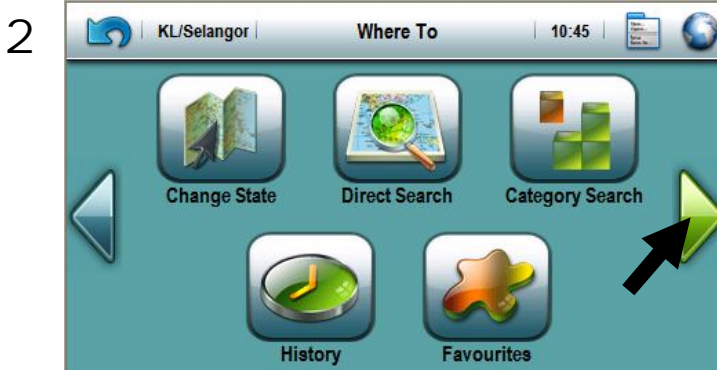 2
KL/Selangor Where To 10:45
Change State Direct Search Category Search
History Favourites